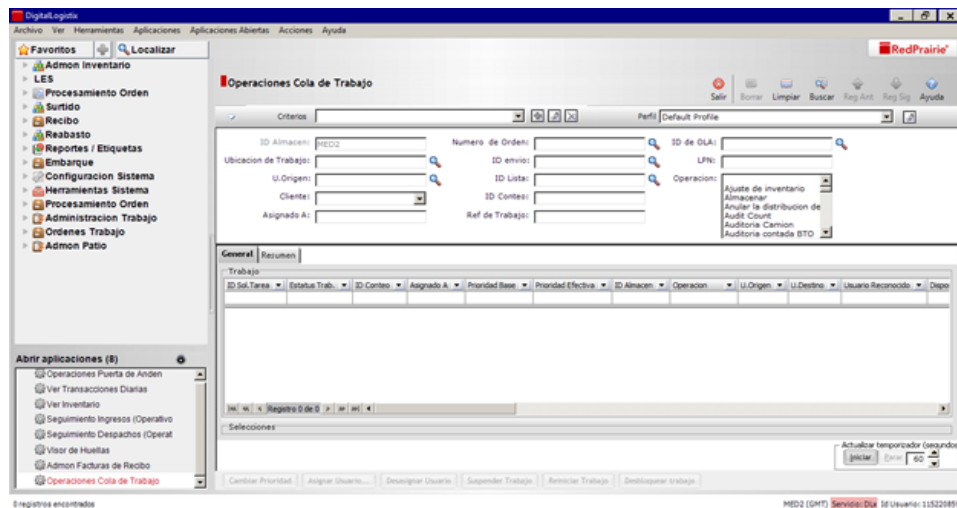 DigitalLogistix
Archivo Ver Herramientas Aplicaciones Aplicaciones Abiertas Acciones Ayuda
Favoritos Localizar
RedPrairie
Admon Inventario
LES
Procesamiento Orden
Surtido
Recibo
Reabasto
Reportes / Etiquetas
Embarque
Configuracion Sistema
Herramientas Sistema
Procesamiento Orden
Administracion Trabajo
Ordenes Trabajo
Admon Patio
Operaciones Cola de Trabajo
Salir Borrar Limpiar Buscar Reg Ant Reg Sig Ayuda
Criterios Perfil Default Profile
ID Almacen: MED2 Numero de Orden: ID de OLA:
Ubicacion de Trabajo: ID envio: LPN:
U.Origen: ID Lista: Operacion:
Cliente: ID Conteo:
Asignado A: Ref de Trabajo:
Ajuste de inventario
Almacenar
Anular la distribucion de
Audit Count
Auditoria Camion
Auditoria contada BTO
General Resumen
Trabajo
ID Sol.Tarea Estatus Trab. ID Conteo Asignado A Prioridad Base Prioridad Efectiva ID Almacen Operacion U.Origen U.Destino Usuario Reconocido Dispo
Registro 0 de 0
Selecciones
Actualizar temporizador (segundos
Iniciar Parar 60
Cambiar Prioridad Asignar Usuario... Desasignar Usuario Suspender Trabajo Reiniciar Trabajo Desbloquear trabajo
Abrir aplicaciones (8)
Operaciones Puerta de Anden
Ver Transacciones Diarias
Ver Inventario
Seguimiento Ingresos (Operativo
Seguimiento Despachos (Operat
Visor de Huellas
Admon Facturas de Recibo
Operaciones Cola de Trabajo
0 registros encontrados MED2 (GMT) Servicio: DLx Id Usuario: 11522085